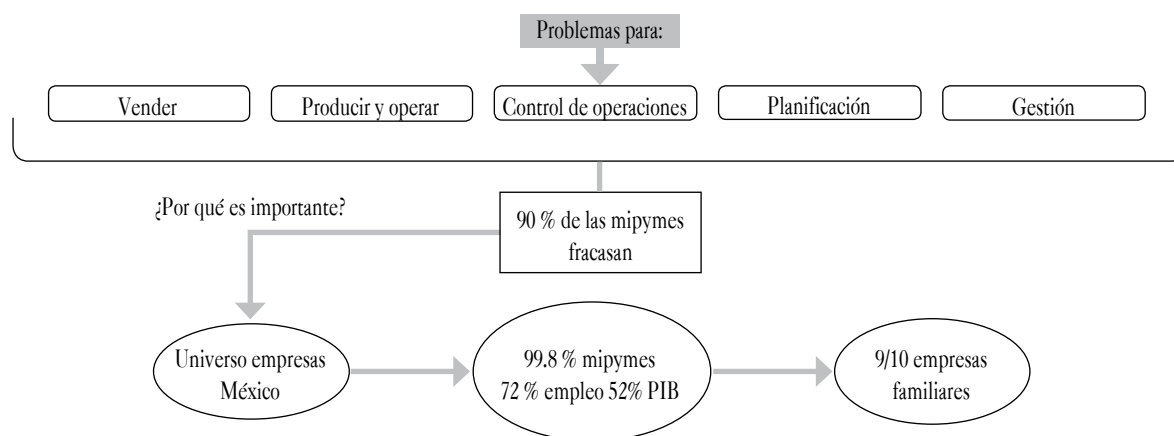 Problemas para:
Vender
Producir y operar
Control de operaciones
Planificación
Gestión
¿Por qué es importante?
90 % de las mipymes
fracasan
Universo empresas
México
99.8 % mipymes
72 % empleo 52% PIB
9/10 empresas
familiares